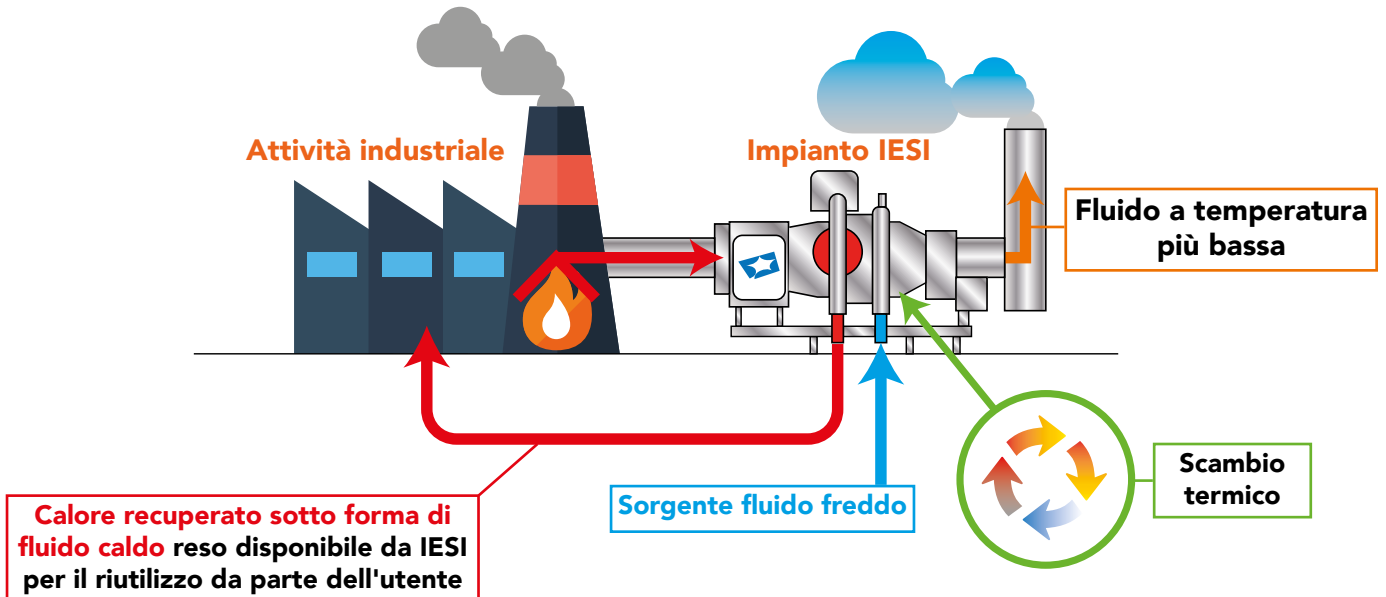 Attività industriale
Impianto IESI
Fluido a temperatura
più bassa
Scambio
termico
Sorgente fluido freddo
Calore recuperato sotto forma di
fluido caldo reso disponibile da IESI
per il riutilizzo da parte dell'utente